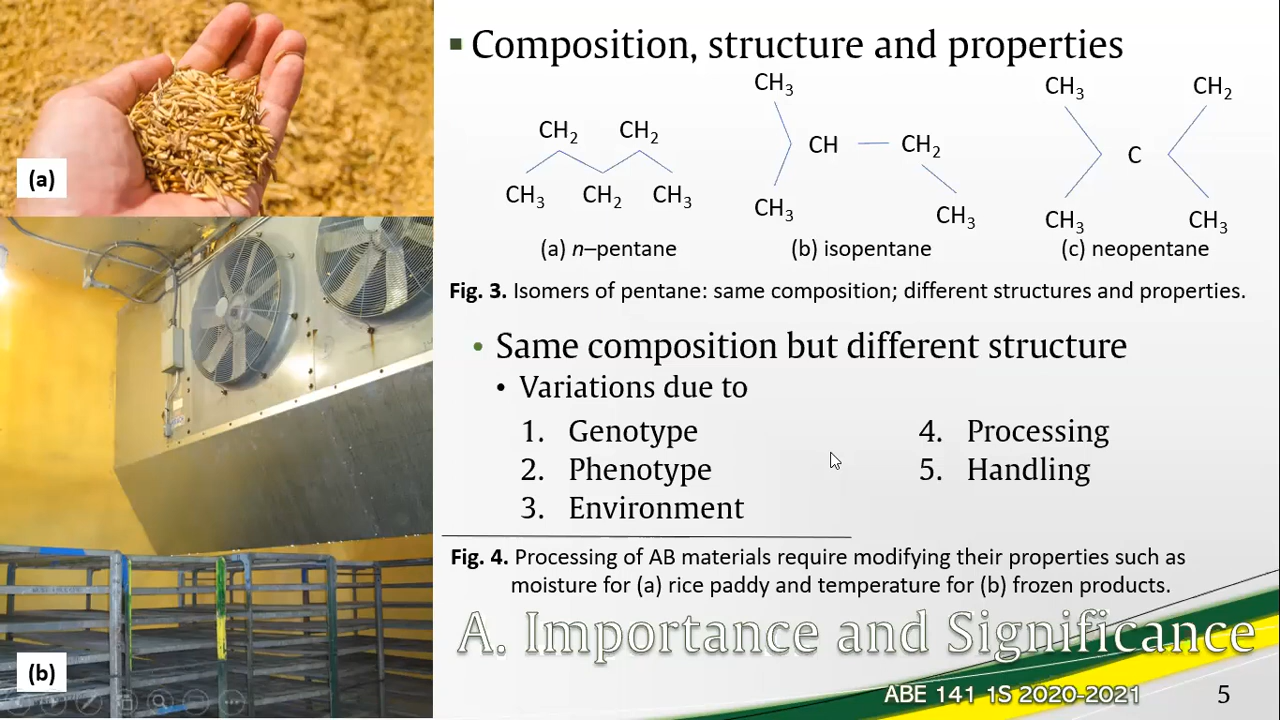 (a)
(b)
▪ Composition, structure and properties
CH₂ CH₂
CH₃ CH₂ CH₃
(a) n–pentane
CH₃
CH CH₂
CH₃ CH₃
(b) isopentane
CH₃ CH₂
C
CH₃ CH₃
(c) neopentane
Fig. 3. Isomers of pentane: same composition; different structures and properties.
• Same composition but different structure
• Variations due to
1. Genotype
2. Phenotype
3. Environment
4. Processing
5. Handling
Fig. 4. Processing of AB materials require modifying their properties such as
moisture for (a) rice paddy and temperature for (b) frozen products.
A. Importance and Significance
ABE 141 1S 2020-2021
5